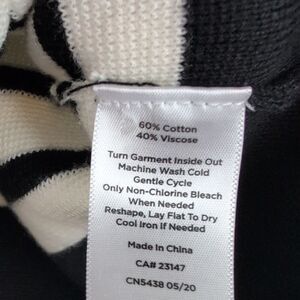 60% Cotton
40% Viscose
Turn Garment Inside Out
Machine Wash Cold
Gentle Cycle
Only Non-Chlorine Bleach
When Needed
Reshape, Lay Flat To Dry
Cool Iron If Needed
Made In China
CA# 23147
CN5438 05/20